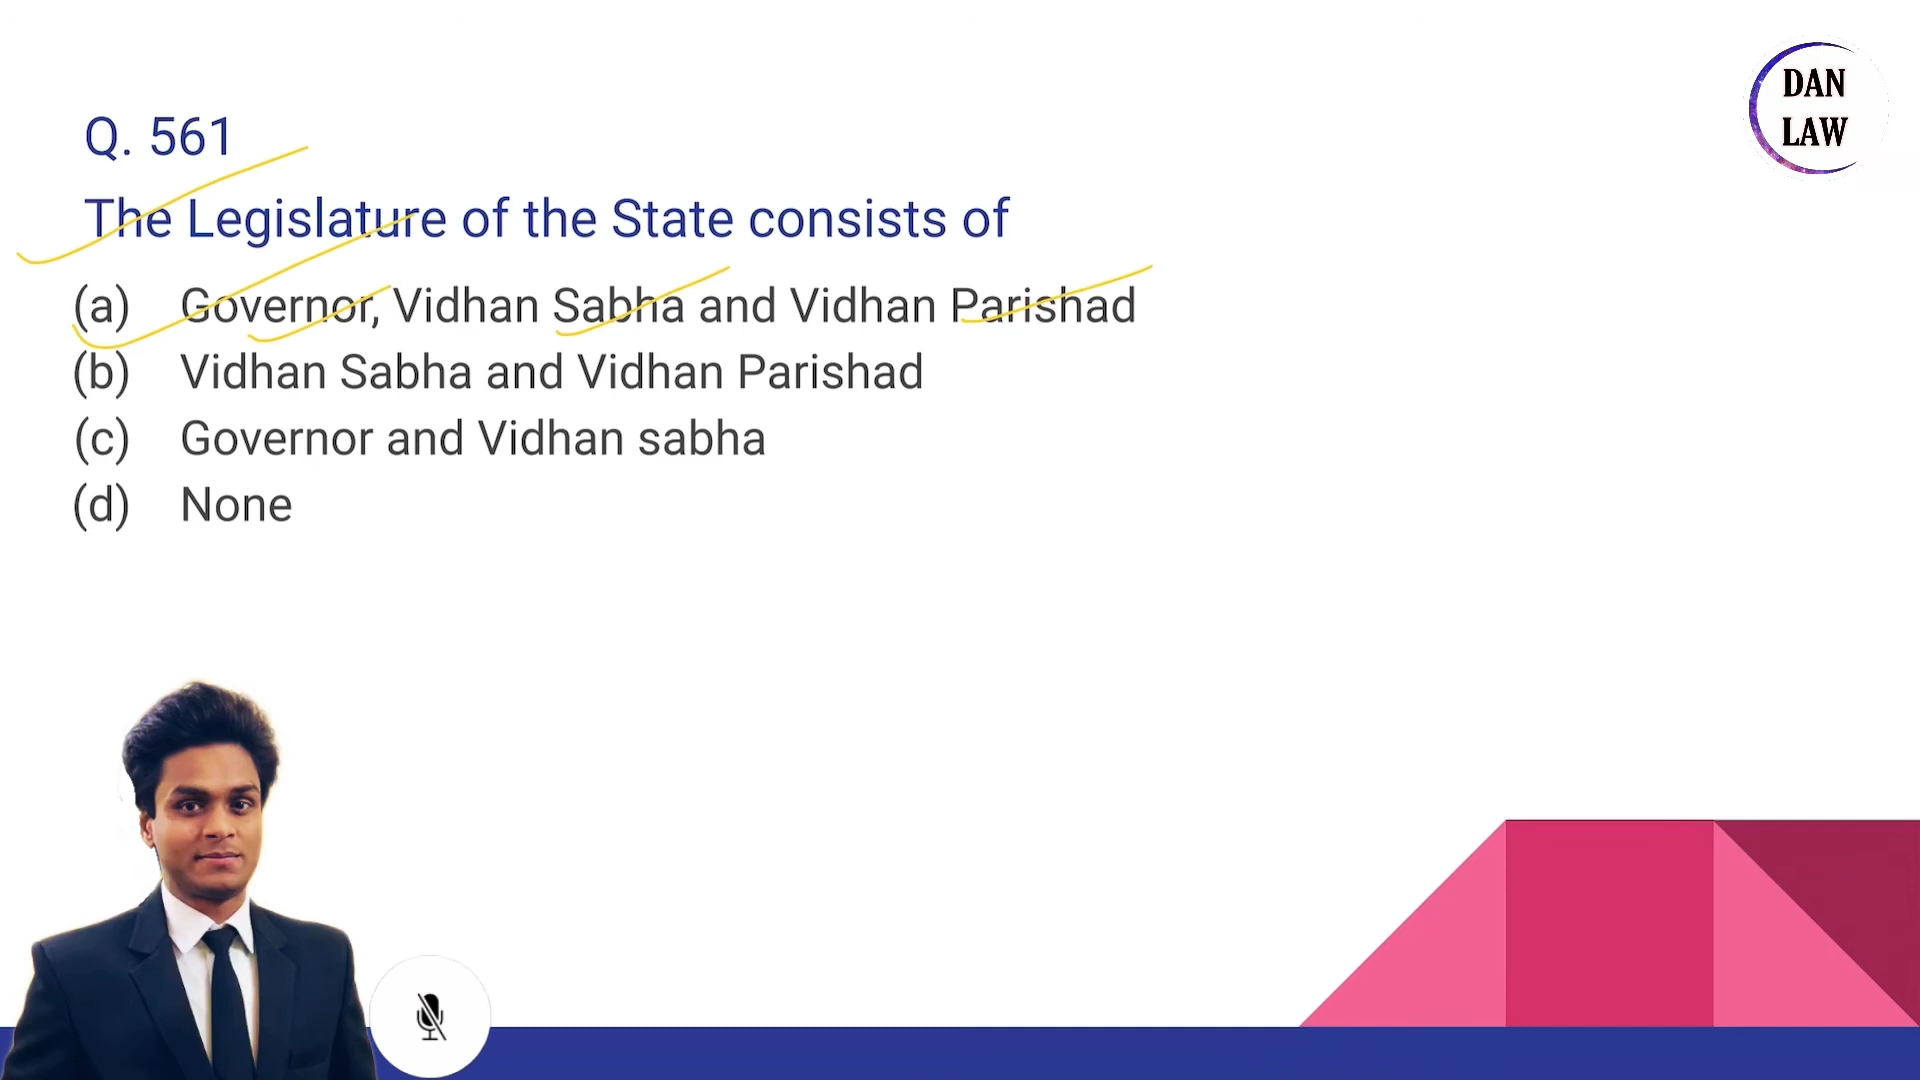 DAN
LAW
Q. 561
The Legislature of the State consists of
(a) Governor, Vidhan Sabha and Vidhan Parishad
(b) Vidhan Sabha and Vidhan Parishad
(c) Governor and Vidhan sabha
(d) None